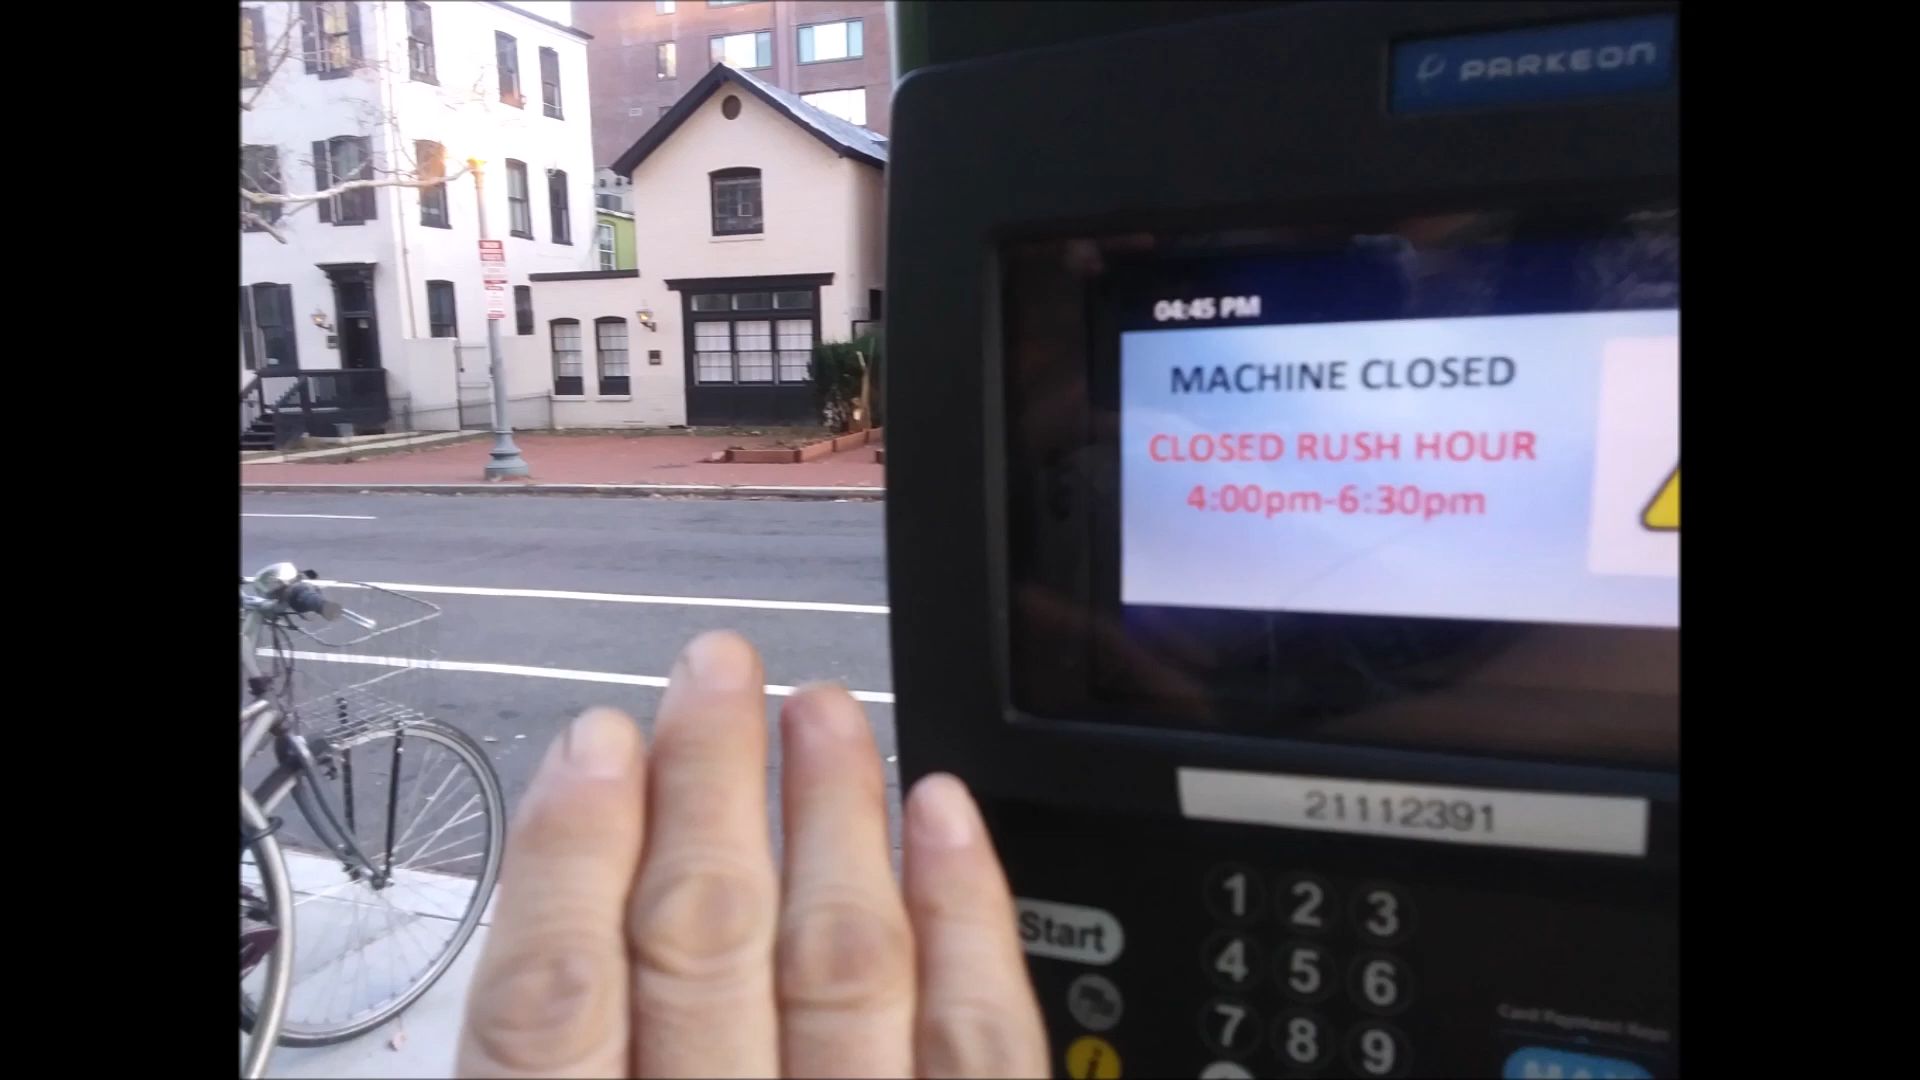 PARKEON
04:45 PM
MACHINE CLOSED
CLOSED RUSH HOUR
4:00pm-6:30pm
21112391
Start
1 2 3
4 5 6
7 8 9
i